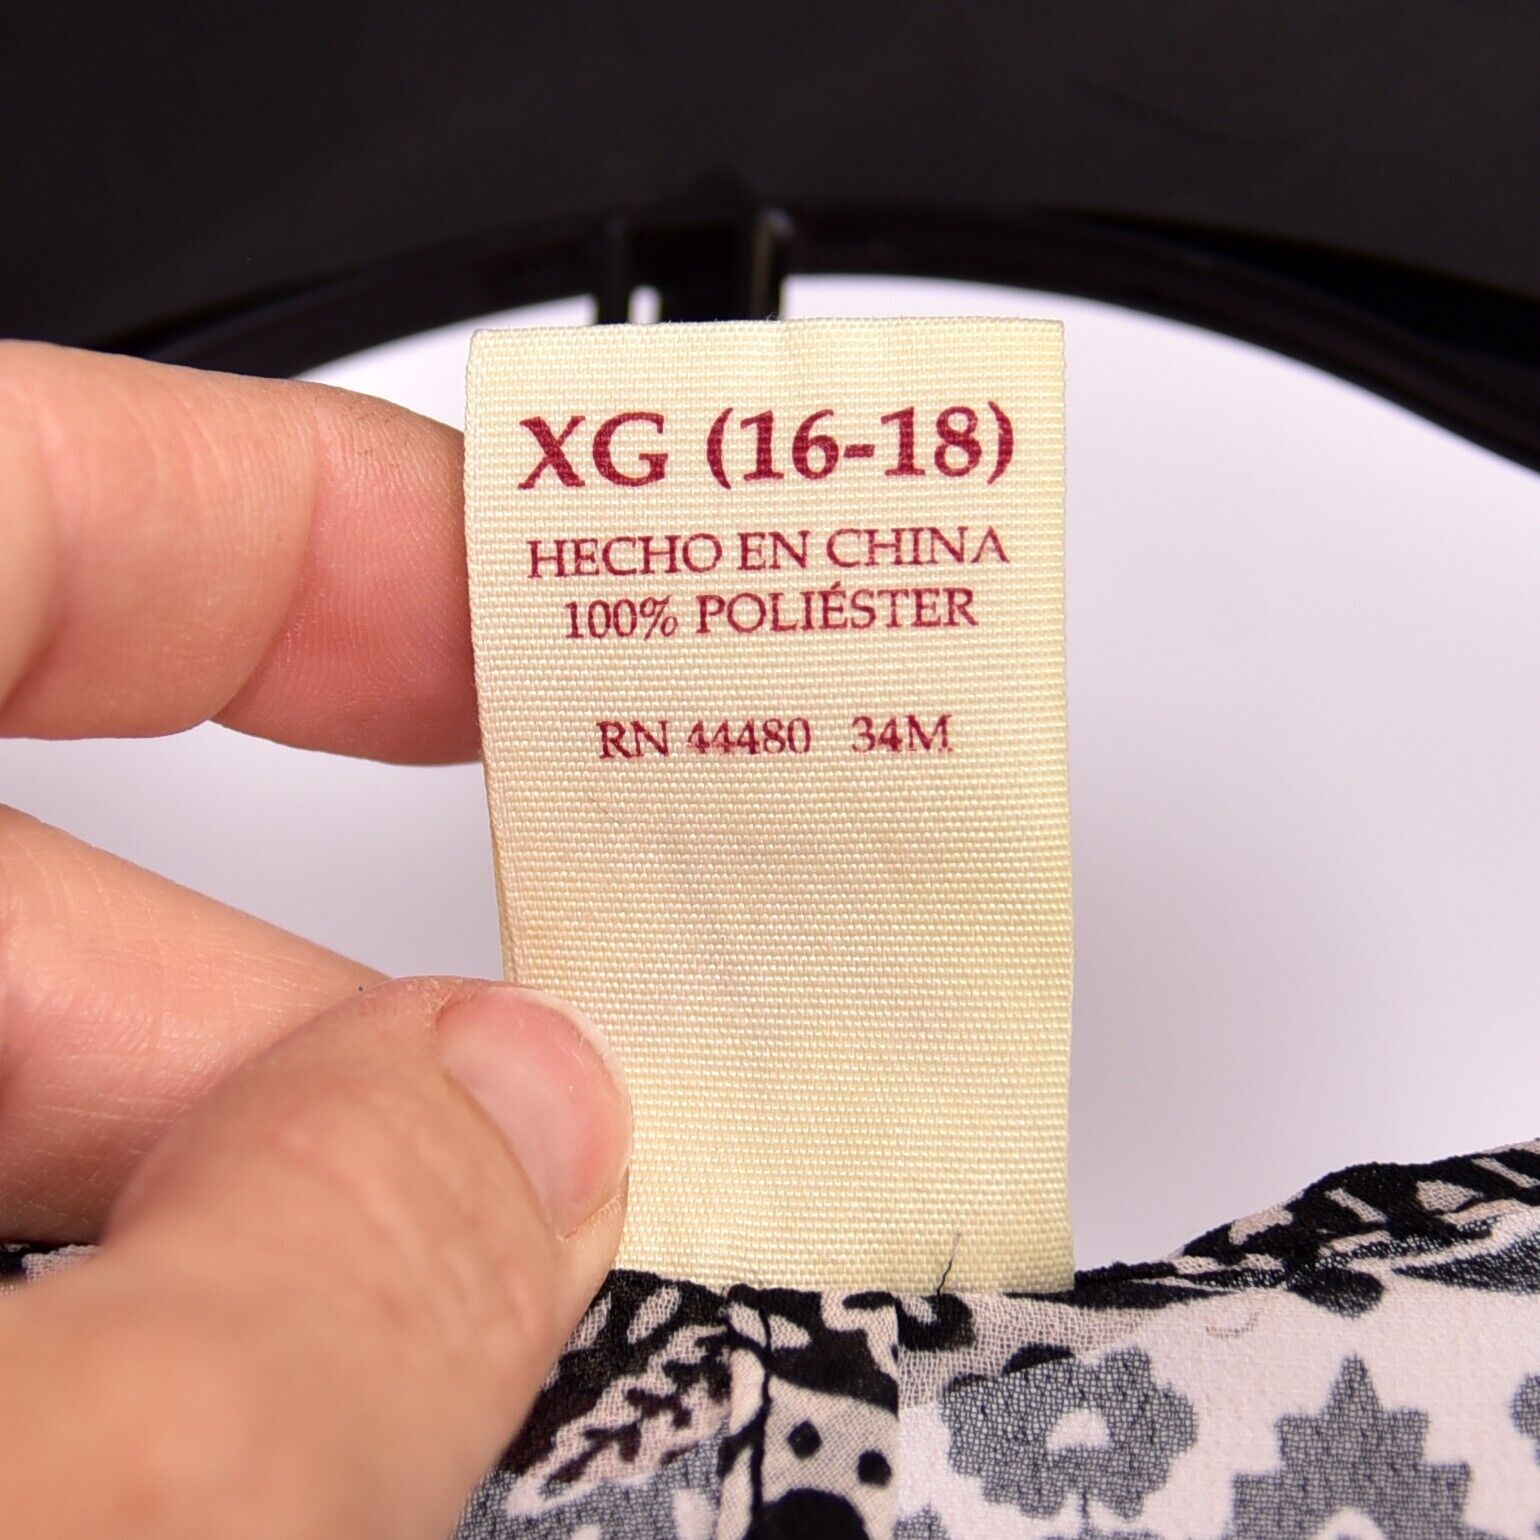 XG (16-18)
HECHO EN CHINA
100% POLIÉSTER
RN 44480 34M